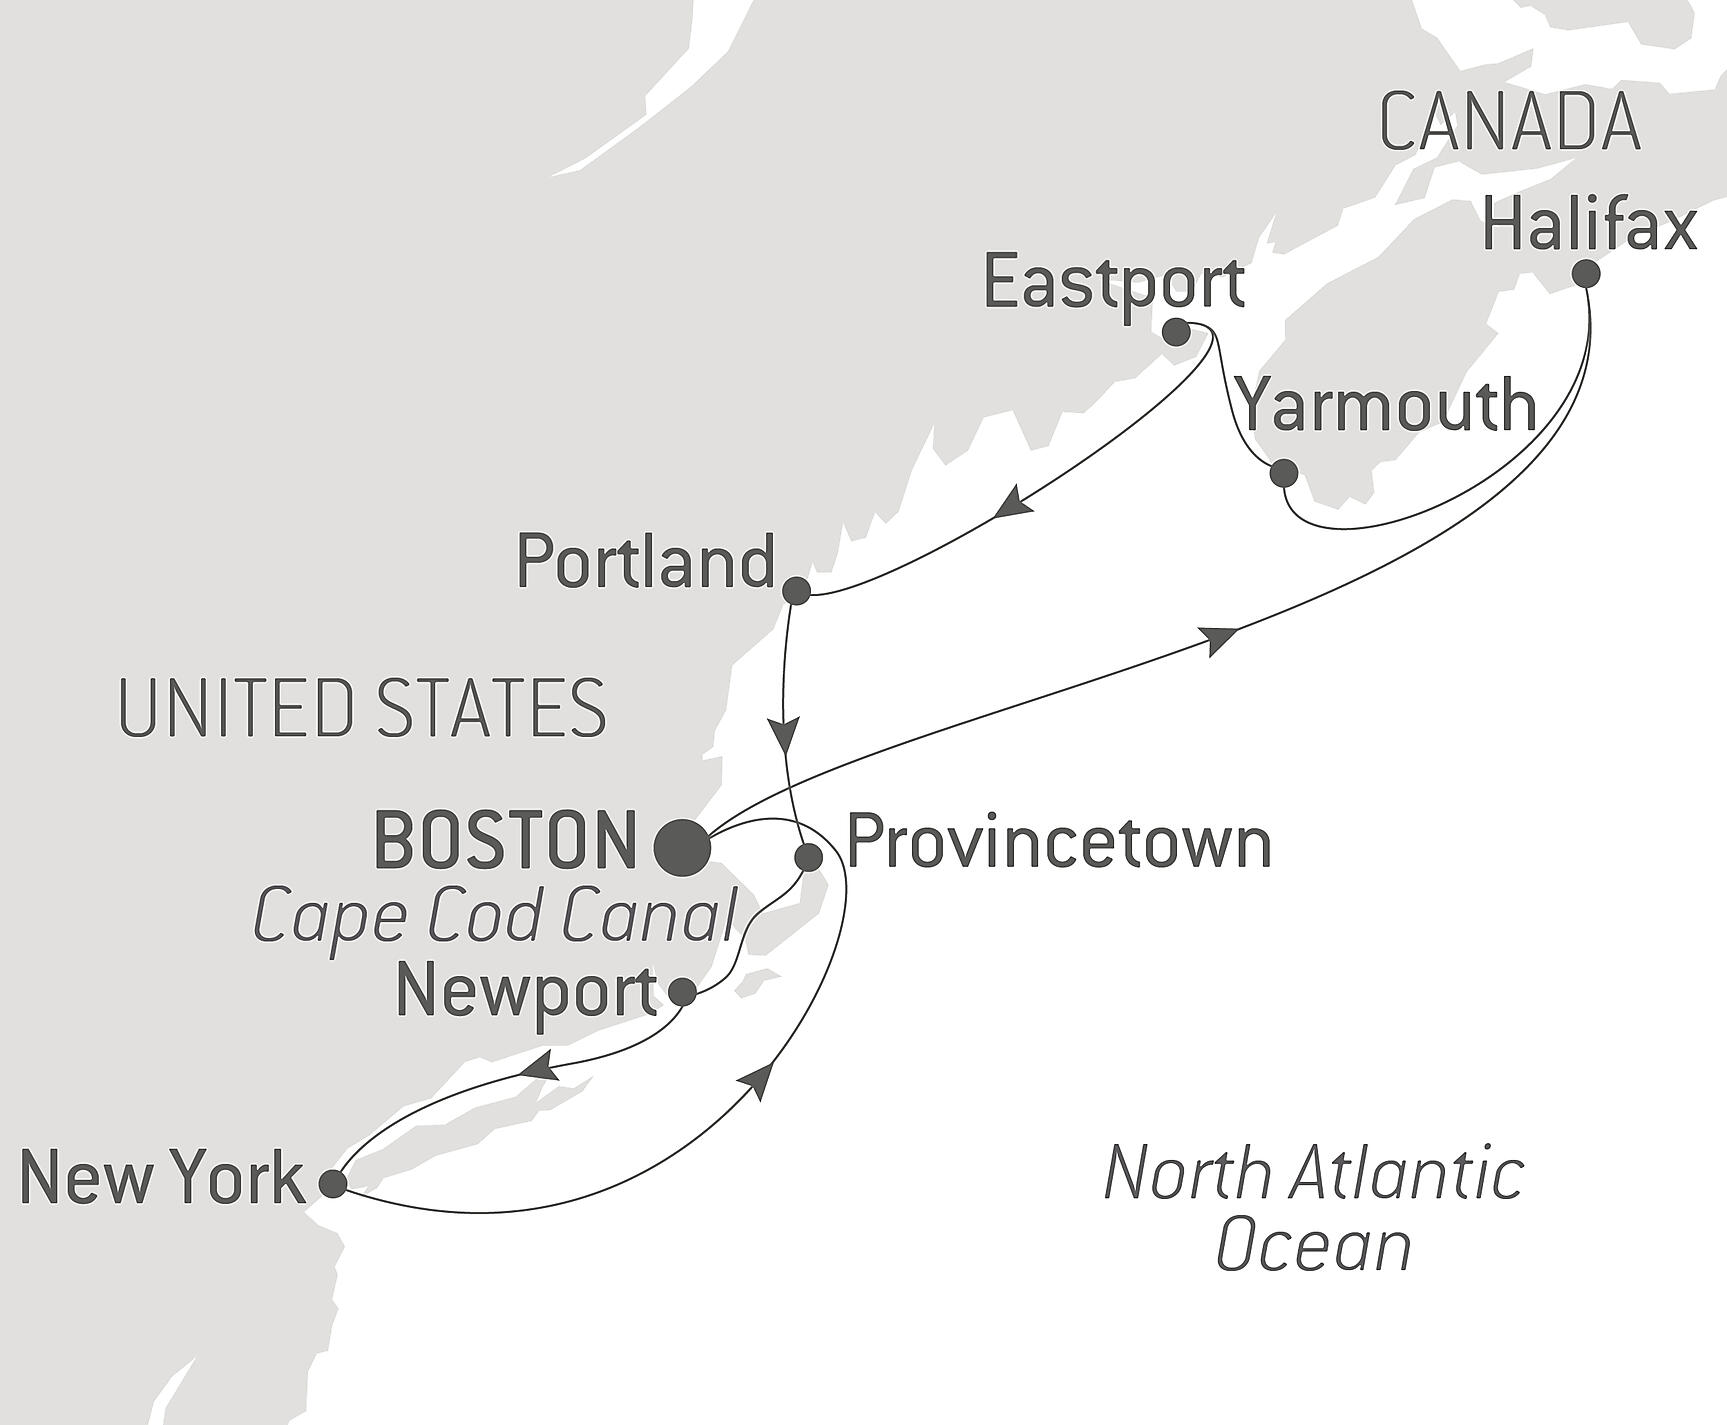 CANADA
Halifax
Eastport
Yarmouth
Portland
UNITED STATES
BOSTON
Provincetown
Cape Cod Canal
Newport
New York
North Atlantic
Ocean